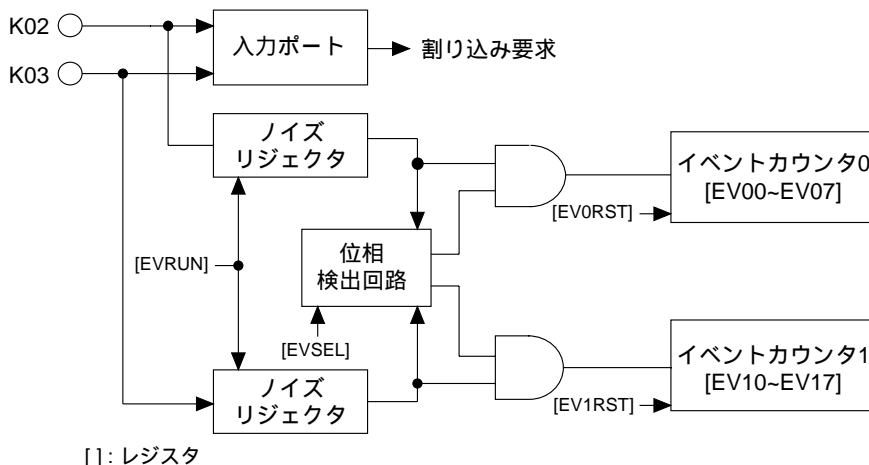 K02
K03
入力ポート
割り込み要求
ノイズ
リジェクタ
イベントカウンタ0
[EV00~EV07]
[EV0RST]
[EVRUN]
位相
検出回路
[EVSEL]
ノイズ
リジェクタ
イベントカウンタ1
[EV10~EV17]
[EV1RST]
[ ] : レジスタ